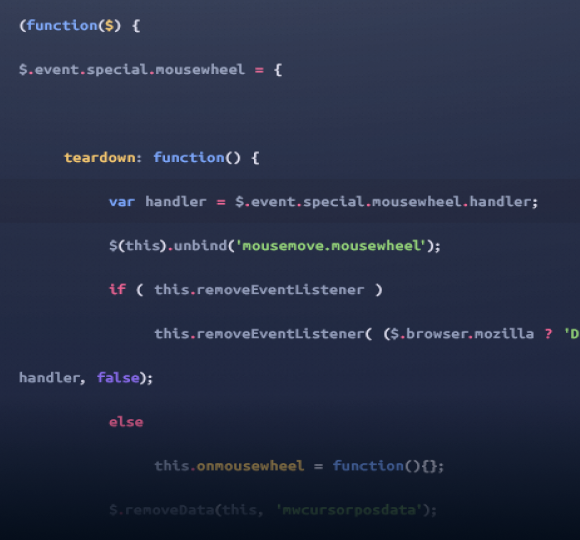 (function($) {
$.event.special.mousewheel = {
teardown: function() {
var handler = $.event.special.mousewheel.handler;
$(this).unbind('mousemove.mousewheel');
if ( this.removeEventListener )
this.removeEventListener( ($.browser.mozilla ? 'D
handler, false);
else
this.onmousewheel = function(){};
$.removeData(this, 'mwcursorposdata');